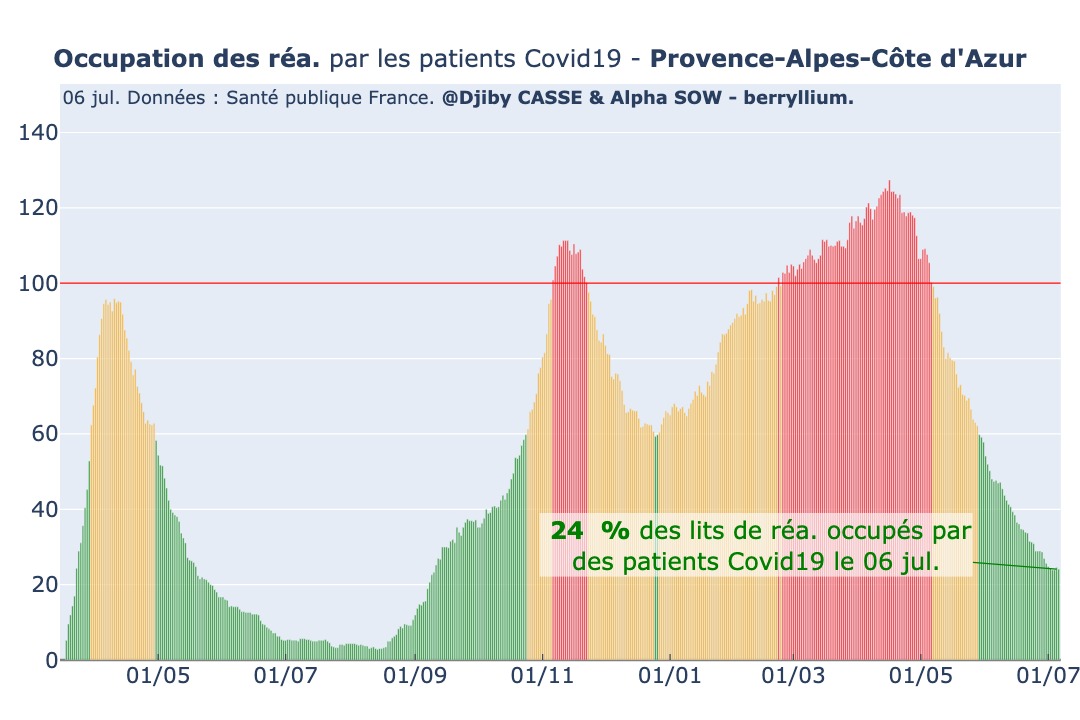 Occupation des réa. par les patients Covid19 - Provence-Alpes-Côte d'Azur
06 jul. Données : Santé publique France. @Djiby CASSE & Alpha SOW - berryllium.
140
120
100
80
60
40
20
0
24 % des lits de réa. occupés par
des patients Covid19 le 06 jul.
01/05 01/07 01/09 01/11 01/01 01/03 01/05 01/07